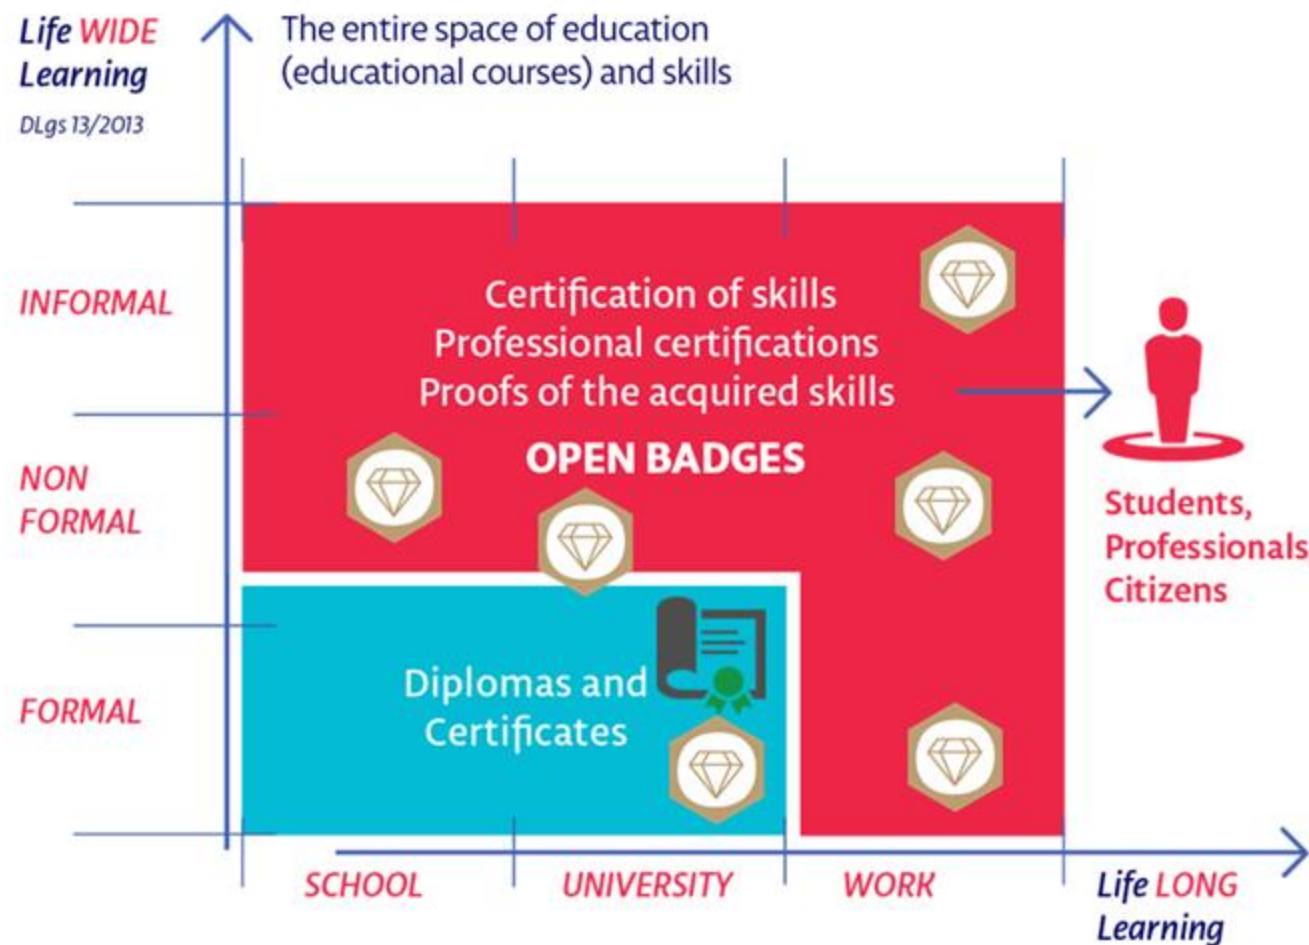 Life WIDE
Learning
DLgs 13/2013
The entire space of education
(educational courses) and skills
INFORMAL
NON
FORMAL
FORMAL
Certification of skills
Professional certifications
Proofs of the acquired skills
OPEN BADGES
Diplomas and
Certificates
Students,
Professionals
Citizens
SCHOOL
UNIVERSITY
WORK
Life LONG
Learning